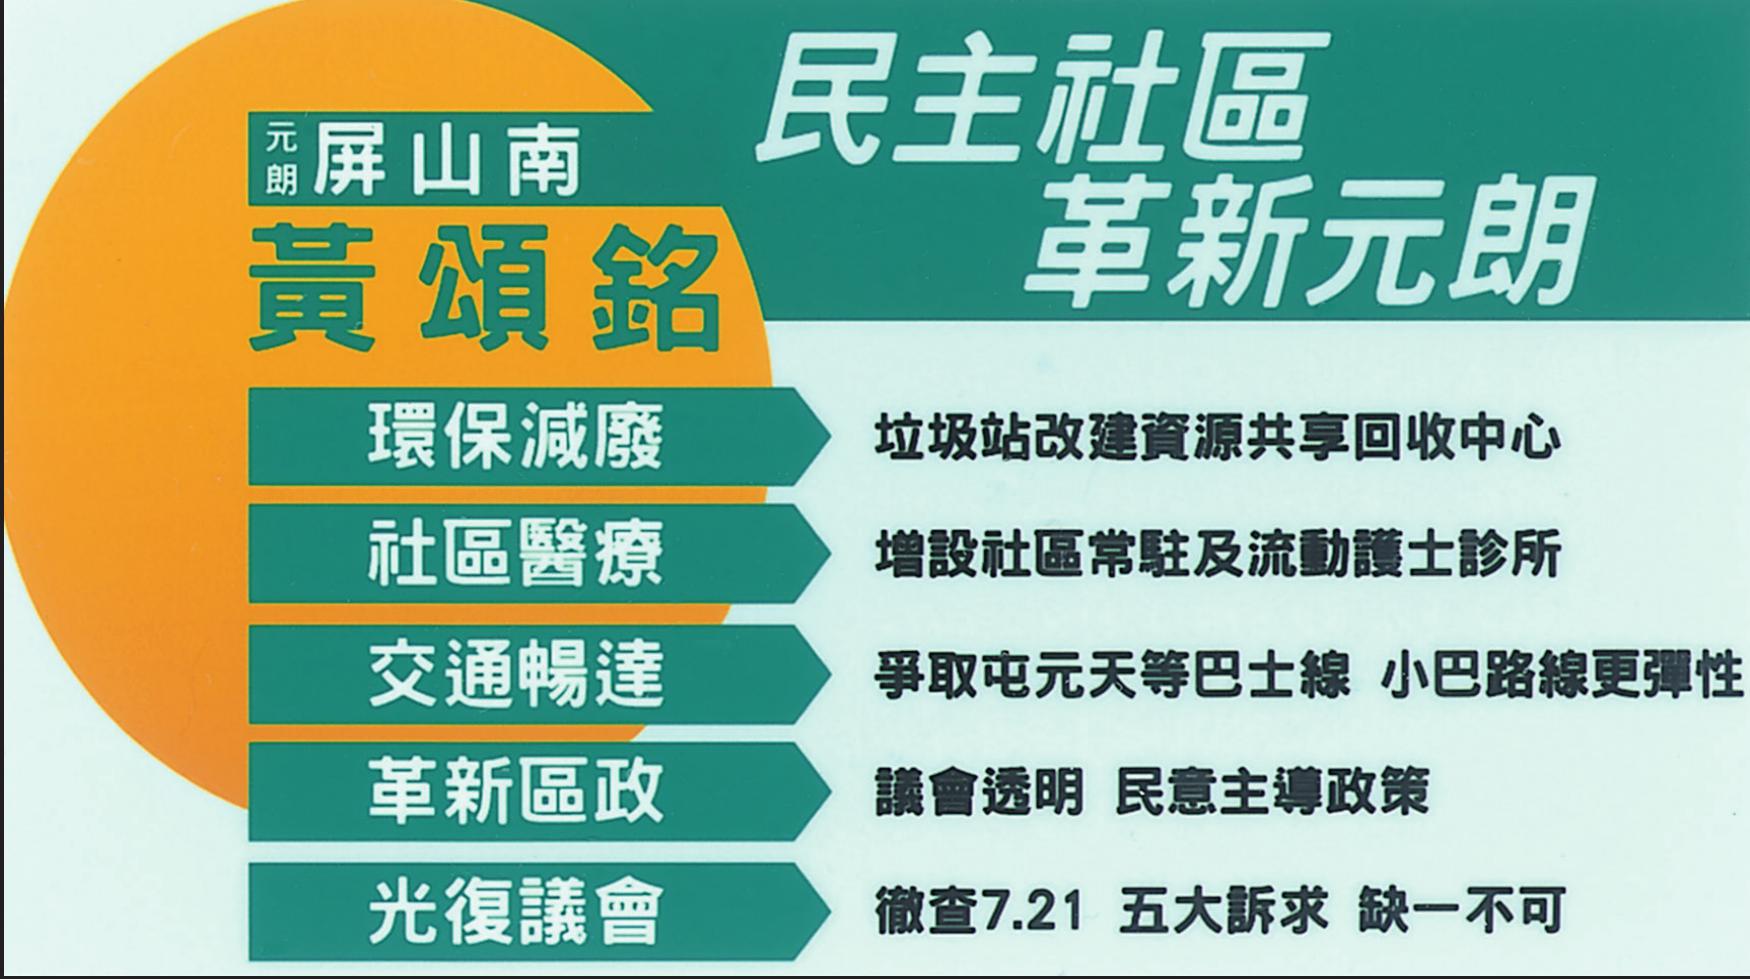 民主社區
革新元朗
元朗 屏山南
黃頌銘
環保減廢 垃圾站改建資源共享回收中心
社區醫療 增設社區常駐及流動護士診所
交通暢達 爭取屯元天等巴士線 小巴路線更彈性
革新區政 議會透明 民意主導政策
光復議會 徹查7.21 五大訴求 缺一不可